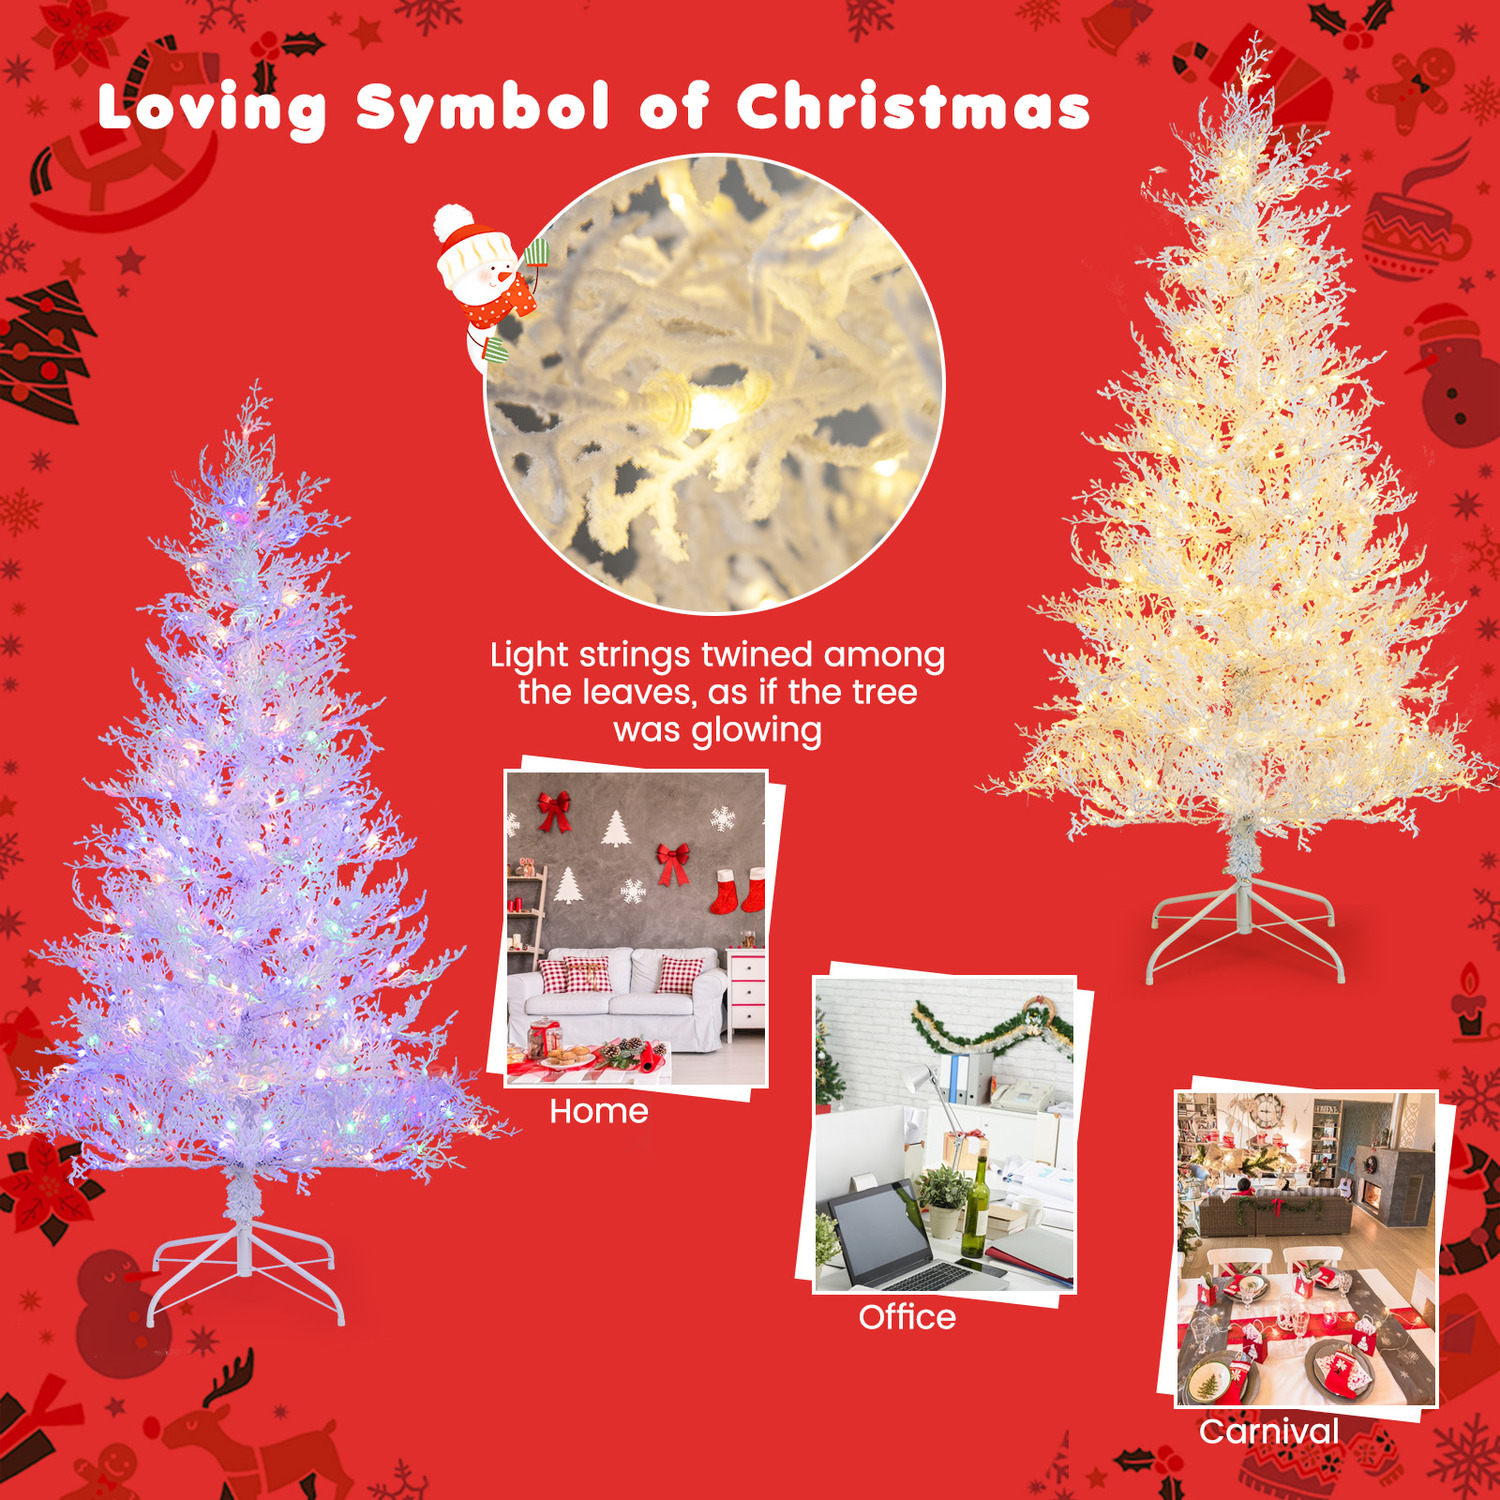 Loving Symbol of Christmas
Light strings twined among
the leaves, as if the tree
was glowing
Home
Office
Carnival